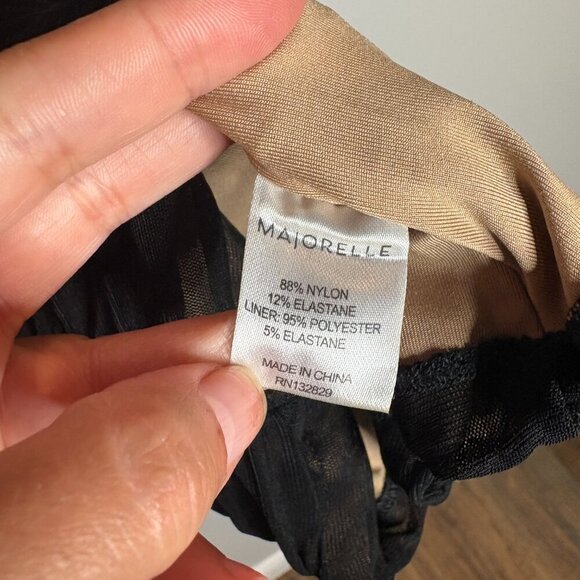 MAJORELLE
88% NYLON
12% ELASTANE
LINER: 95% POLYESTER
5% ELASTANE
MADE IN CHINA
RN132829